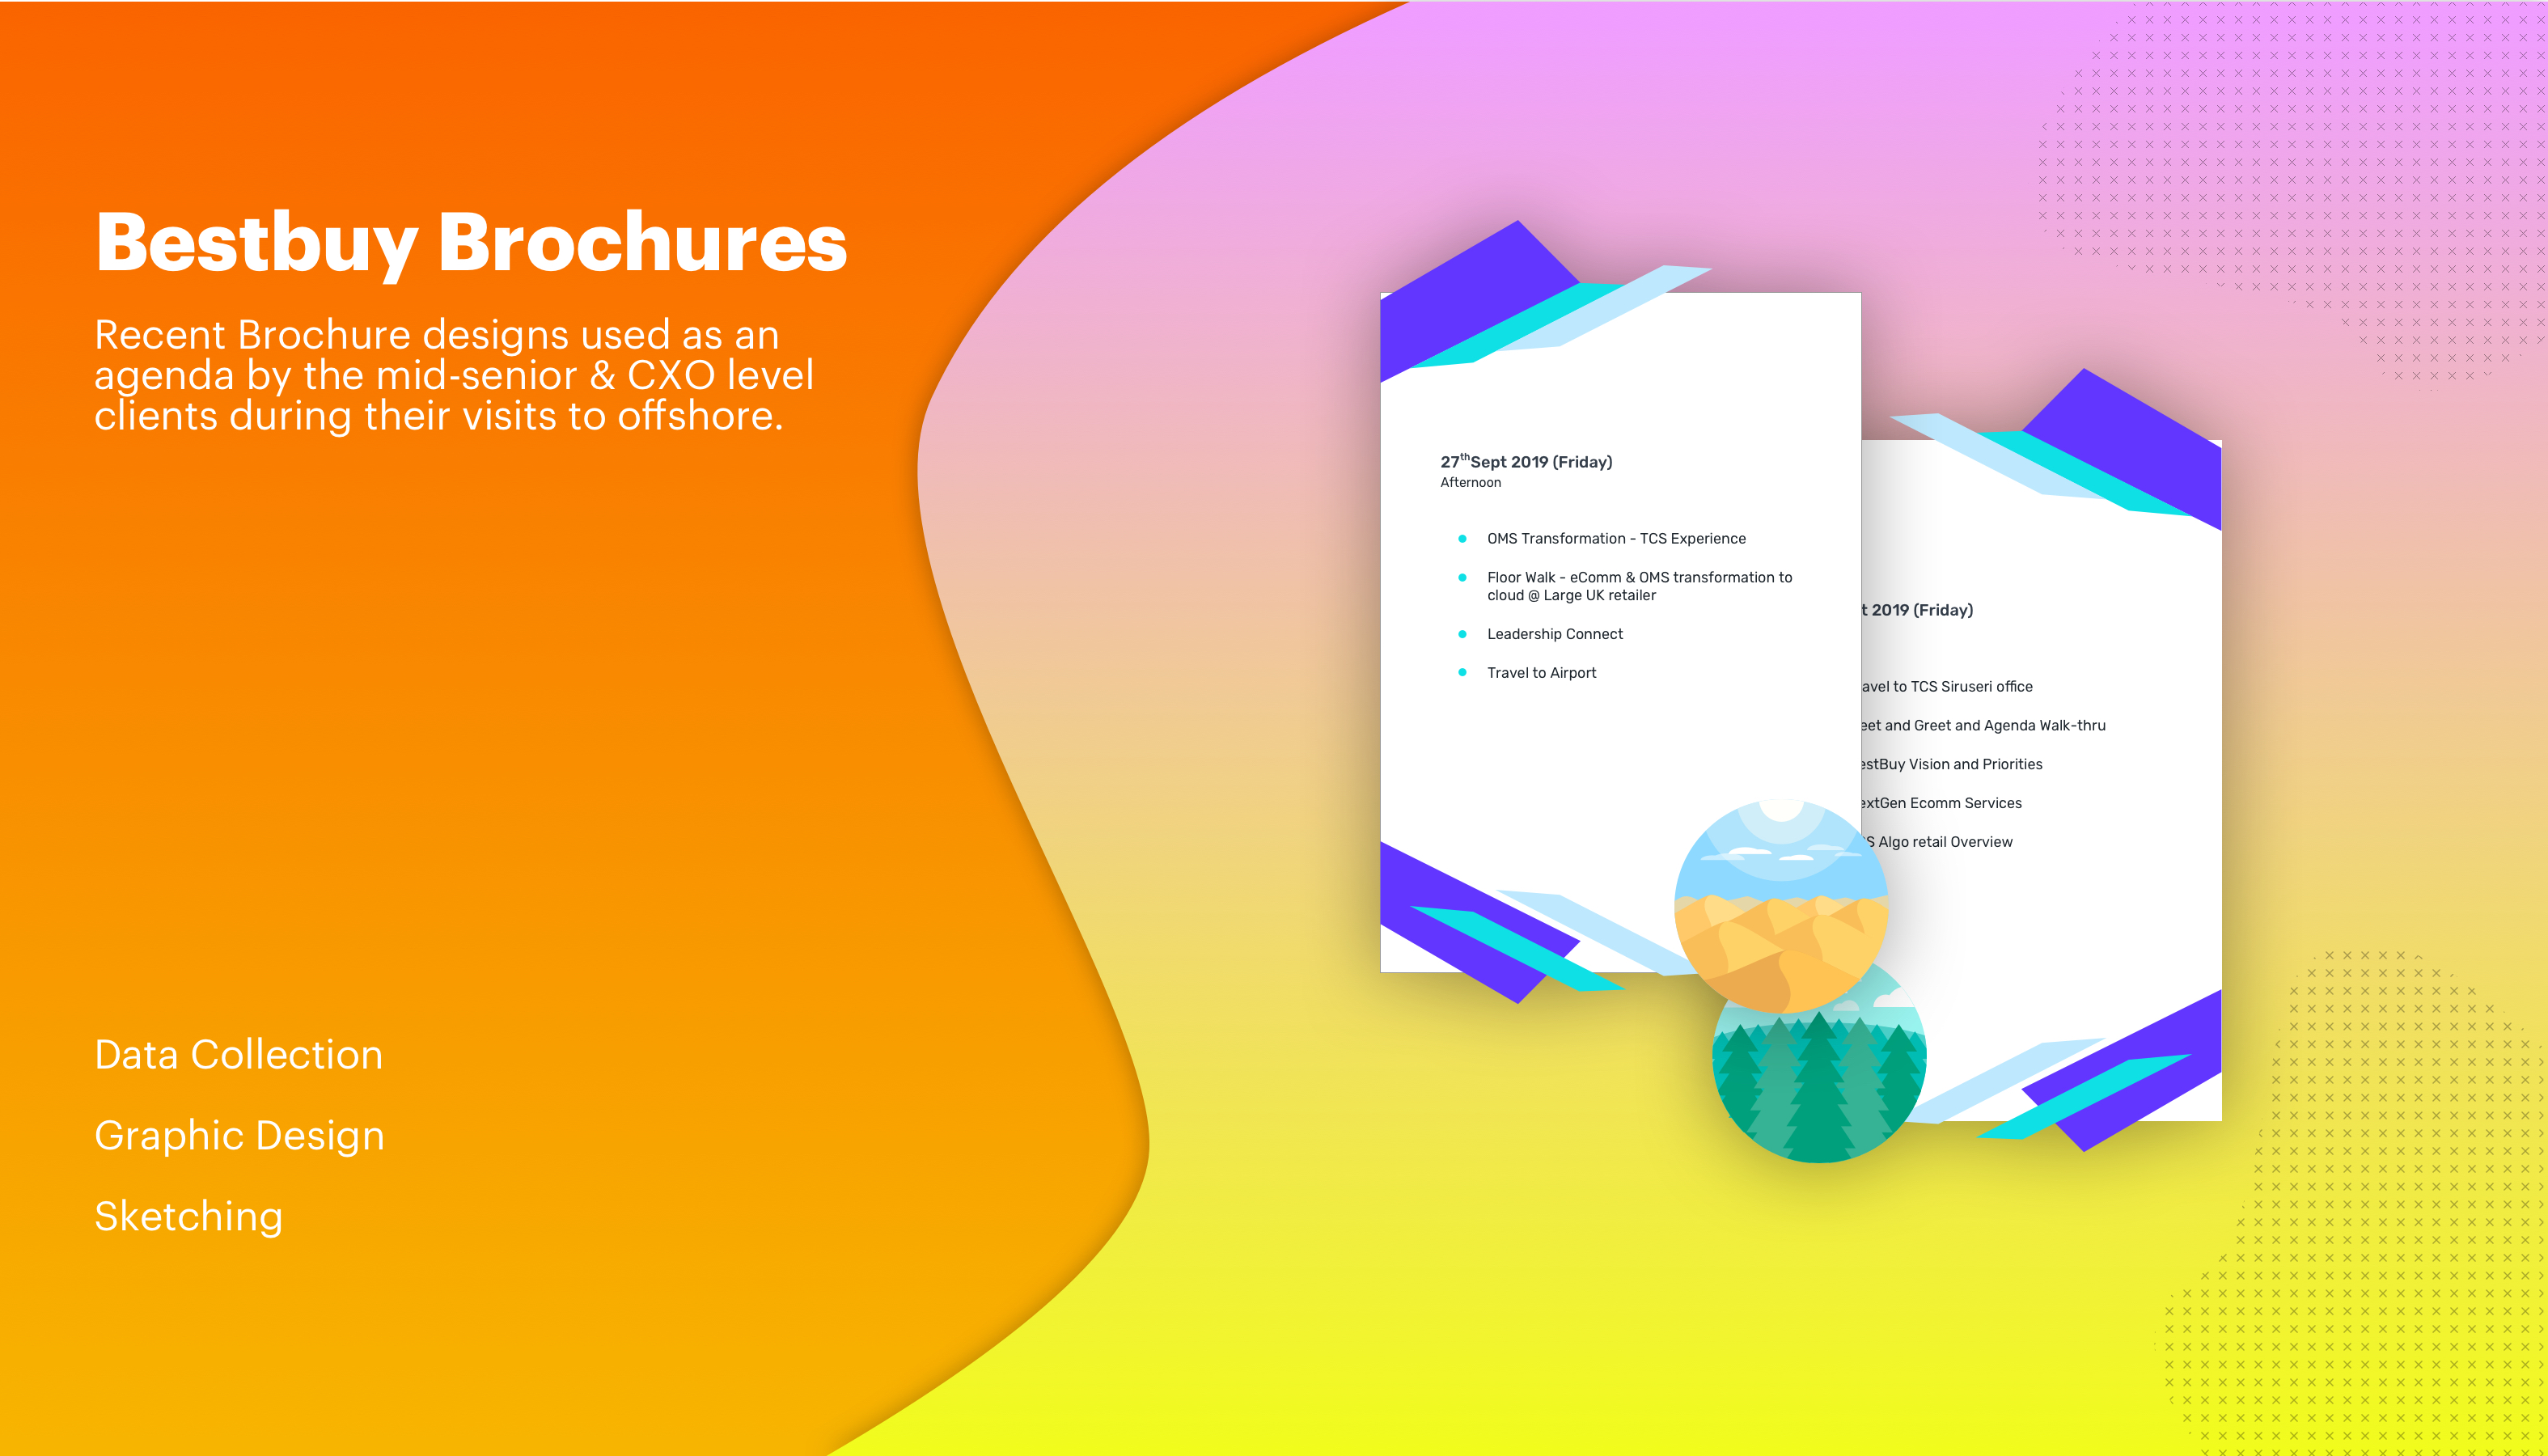 Bestbuy Brochures
Recent Brochure designs used as an
agenda by the mid-senior & CXO level
clients during their visits to offshore.
Data Collection
Graphic Design
Sketching
27thSept 2019 (Friday)
Afternoon
OMS Transformation - TCS Experience
Floor Walk - eComm & OMS transformation to
cloud @ Large UK retailer
Leadership Connect
Travel to Airport
2019 (Friday)
to TCS Siruseri office
and Greet and Agenda Walk-thru
Vision and Priorities
Ecomm Services
Algo retail Overview